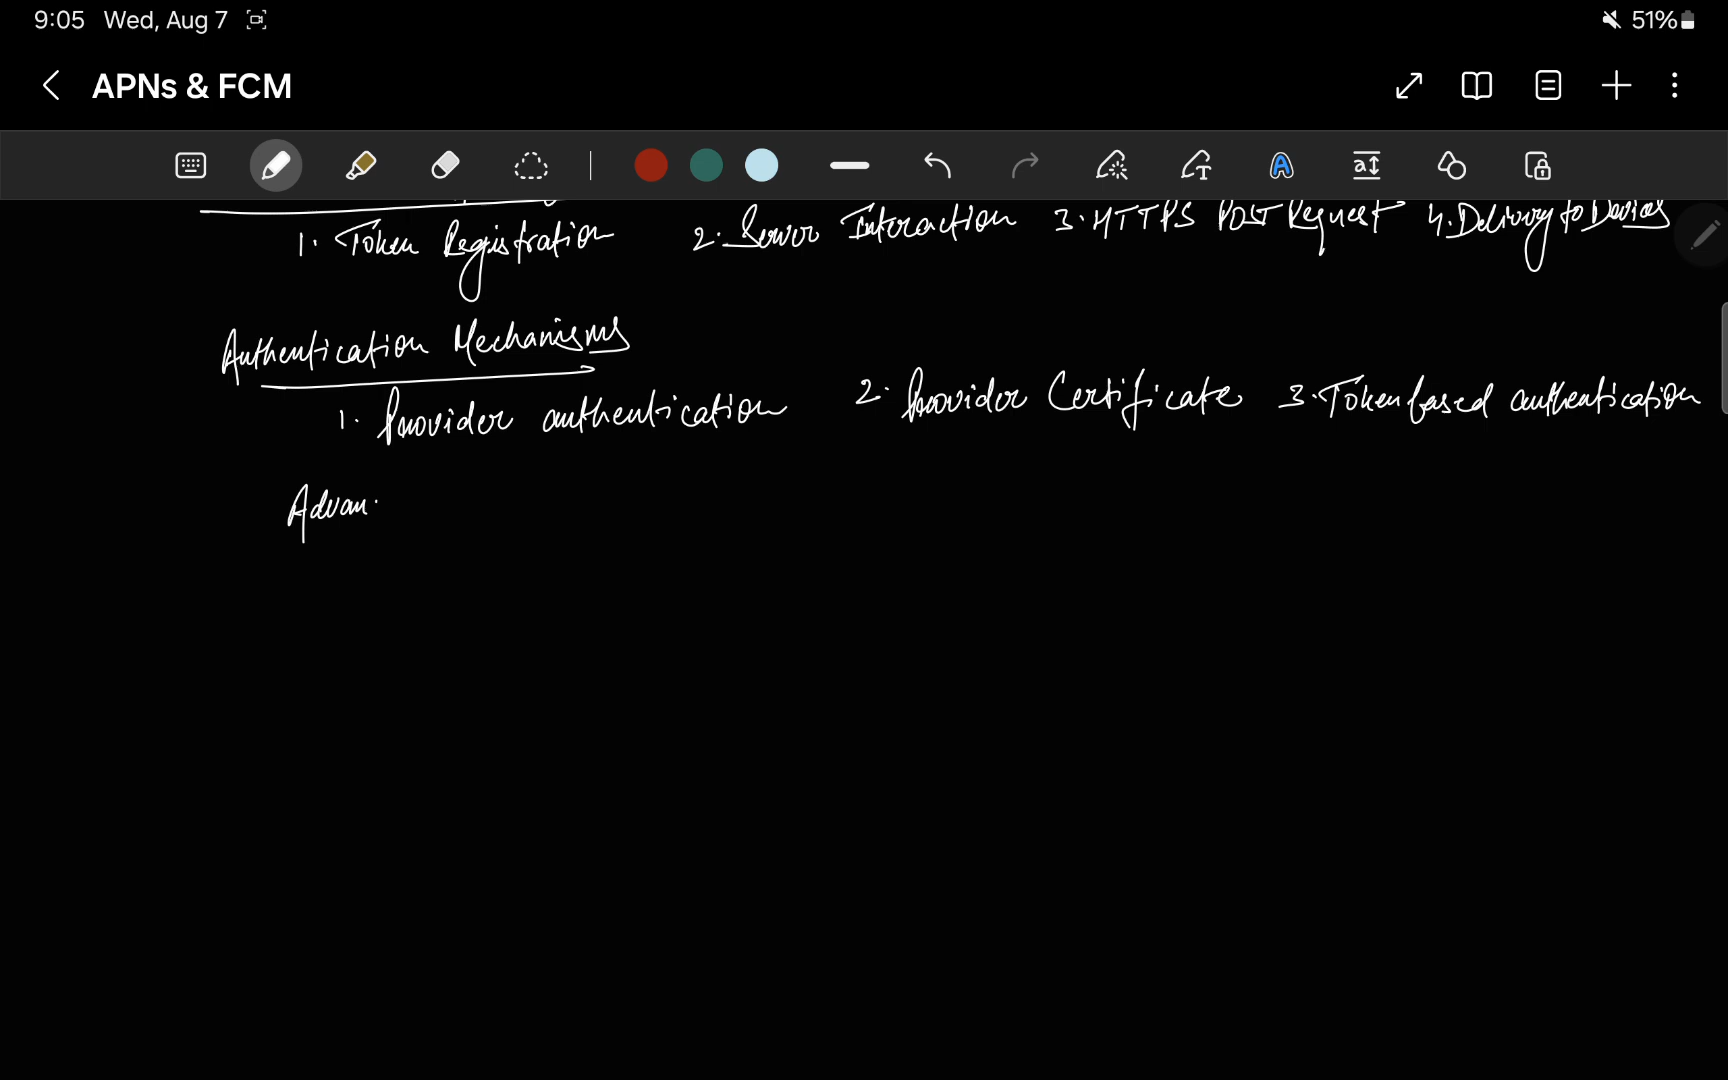 9:05 Wed, Aug 7 51%
APNs & FCM
1. Token Registration 2. Server Interaction 3. HTTPS POST Request 4. Delivery to Devices
Authentication Mechanisms
1. Provider authentication 2. Provider Certificate 3. Token based authentication
Advan